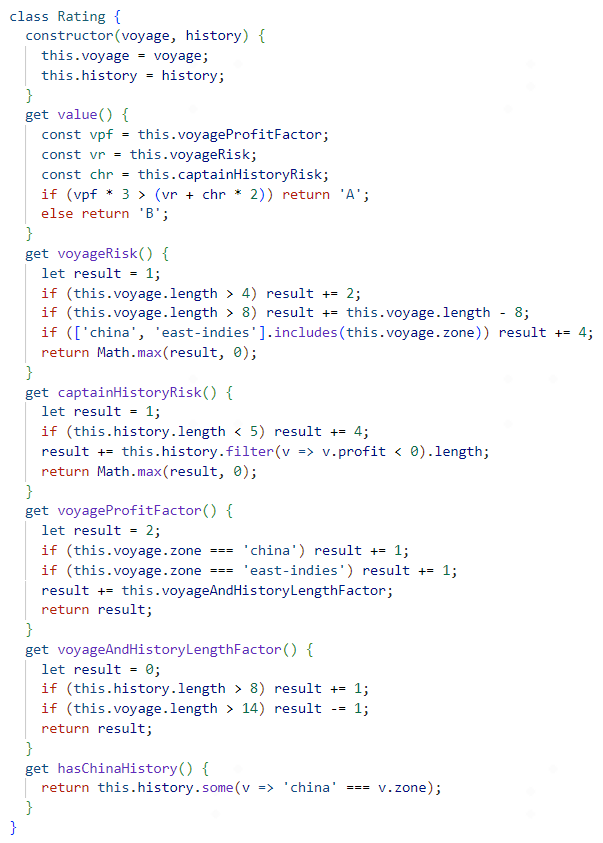 class Rating {
  constructor(voyage, history) {
    this.voyage = voyage;
    this.history = history;
  }
  get value() {
    const vpf = this.voyageProfitFactor;
    const vr = this.voyageRisk;
    const chr = this.captainHistoryRisk;
    if (vpf * 3 > (vr + chr * 2)) return 'A';
    else return 'B';
  }
  get voyageRisk() {
    let result = 1;
    if (this.voyage.length > 4) result += 2;
    if (this.voyage.length > 8) result += this.voyage.length - 8;
    if (['china', 'east-indies'].includes(this.voyage.zone)) result += 4;
    return Math.max(result, 0);
  }
  get captainHistoryRisk() {
    let result = 1;
    if (this.history.length < 5) result += 4;
    result += this.history.filter(v => v.profit < 0).length;
    return Math.max(result, 0);
  }
  get voyageProfitFactor() {
    let result = 2;
    if (this.voyage.zone === 'china') result += 1;
    if (this.voyage.zone === 'east-indies') result += 1;
    result += this.voyageAndHistoryLengthFactor;
    return result;
  }
  get voyageAndHistoryLengthFactor() {
    let result = 0;
    if (this.history.length > 8) result += 1;
    if (this.voyage.length > 14) result -= 1;
    return result;
  }
  get hasChinaHistory() {
    return this.history.some(v => 'china' === v.zone);
  }
}